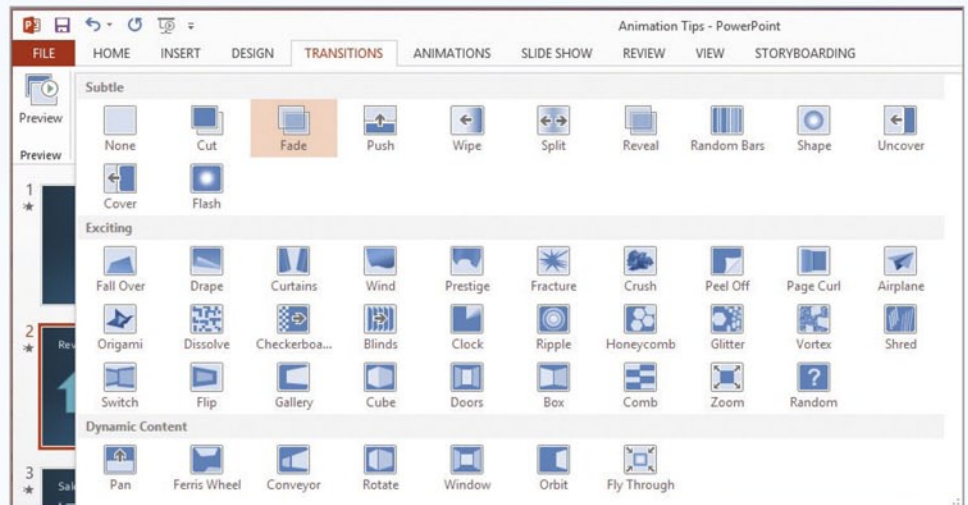 Animation Tips - PowerPoint
FILE HOME INSERT DESIGN TRANSITIONS ANIMATIONS SLIDE SHOW REVIEW VIEW STORYBOARDING
Preview
Preview
Subtle
None Cut Fade Push Wipe Split Reveal Random Bars Shape Uncover
Cover Flash
Exciting
Fall Over Drape Curtains Wind Prestige Fracture Crush Peel Off Page Curl Airplane
Origami Dissolve Checkerboa... Blinds Clock Ripple Honeycomb Glitter Vortex Shred
Switch Flip Gallery Cube Doors Box Comb Zoom Random
Dynamic Content
Pan Ferris Wheel Conveyor Rotate Window Orbit Fly Through
1
2
Rev
3
Sal